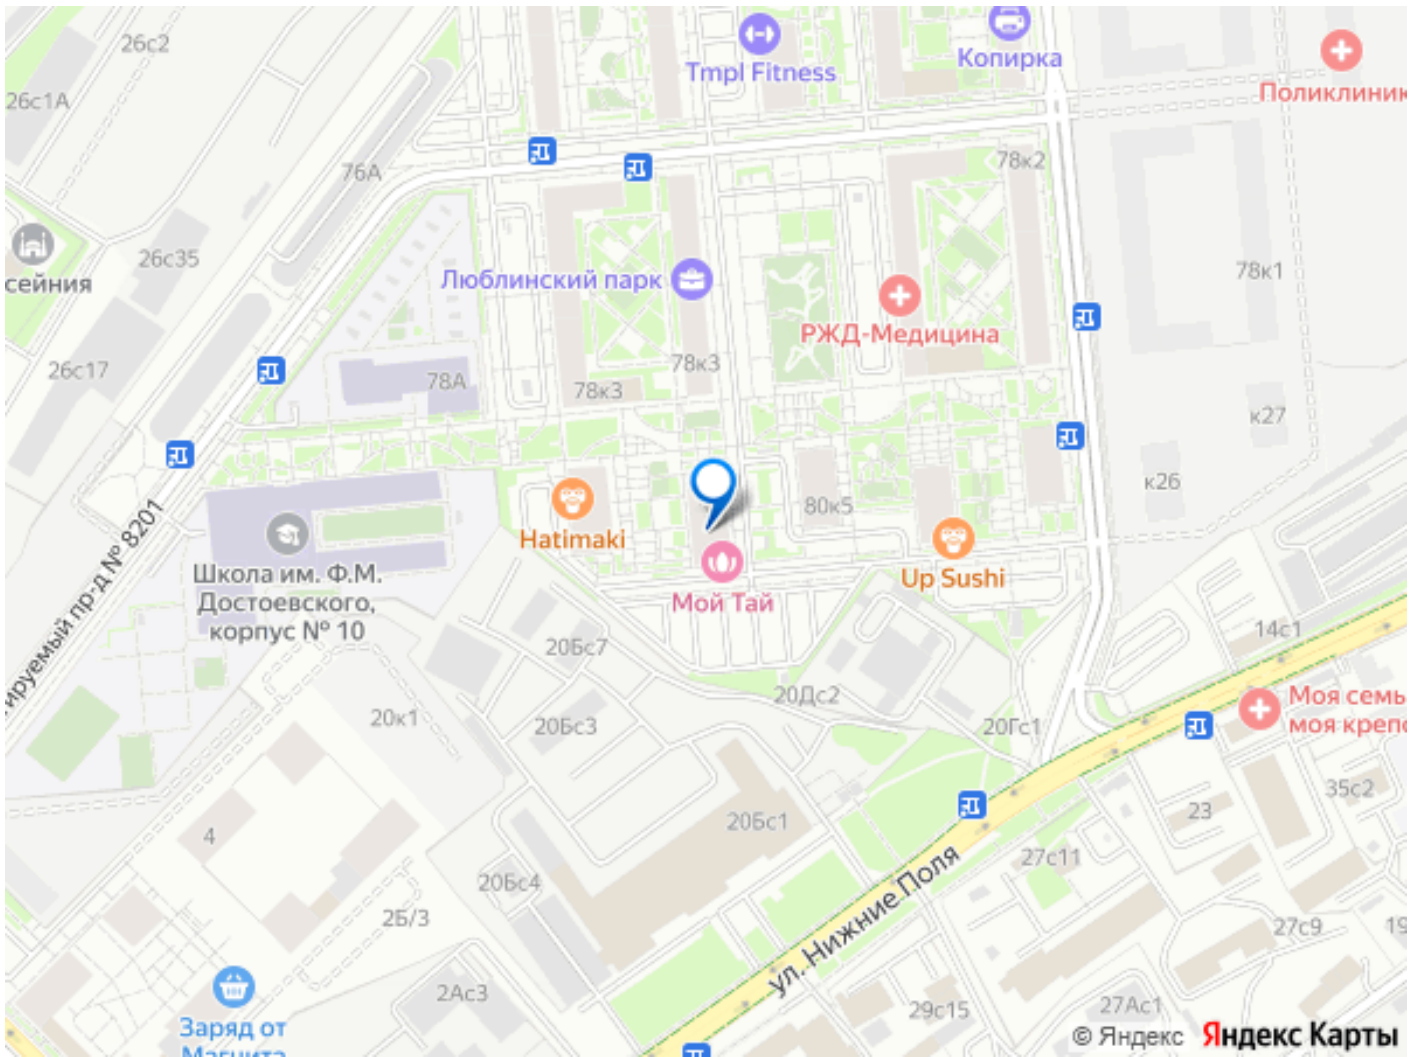 26с2
Tmpl Fitness
Копирка
Поликлиник
26с1А
76А
78к2
сейния
26с35
Люблинский парк
78к1
РЖД-Медицина
26с17
78А
78к3
78к3
к27
к26
80к5
Hatimaki
Школа им. Ф.М.
Достоевского,
корпус № 10
ируемый пр-д № 8201
Мой Тай
Up Sushi
14с1
20Бс7
20Дс2
20к1
20Бс3
20Гс1
Моя семь
моя крепо
4
20Бс1
23
35с2
27с11
20Бс4
2Б/3
ул. Нижние Поля
27с9
19
2Ас3
29с15
27Ас1
Заряд от
Магнита
© Яндекс Яндекс Карты